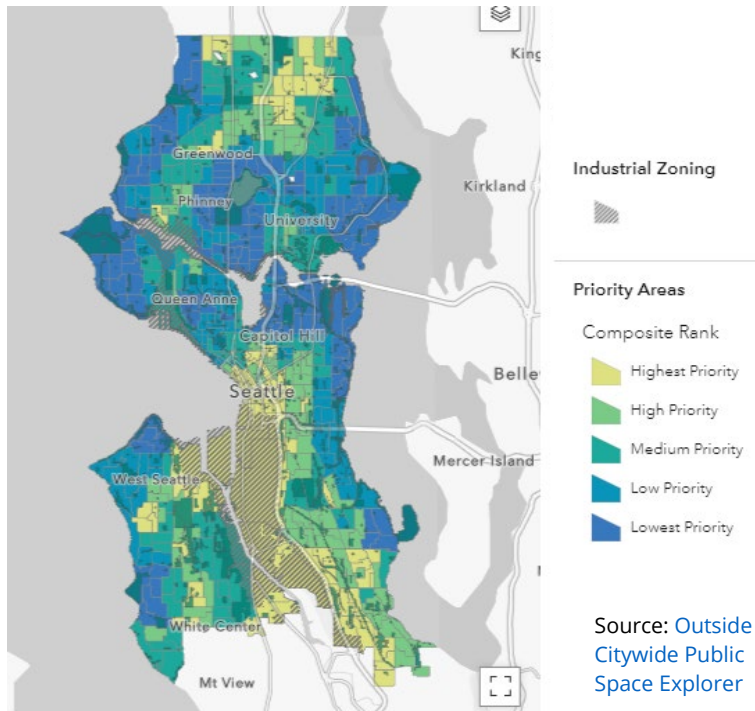 King
Greenwood
Kirkland
Phinney
University
Queen Anne
Capitol Hill
Seattle
Belle
Mercer Island
West Seattle
White Center
Mt View
Industrial Zoning
Priority Areas
Composite Rank
Highest Priority
High Priority
Medium Priority
Low Priority
Lowest Priority
Source: Outside
Citywide Public
Space Explorer